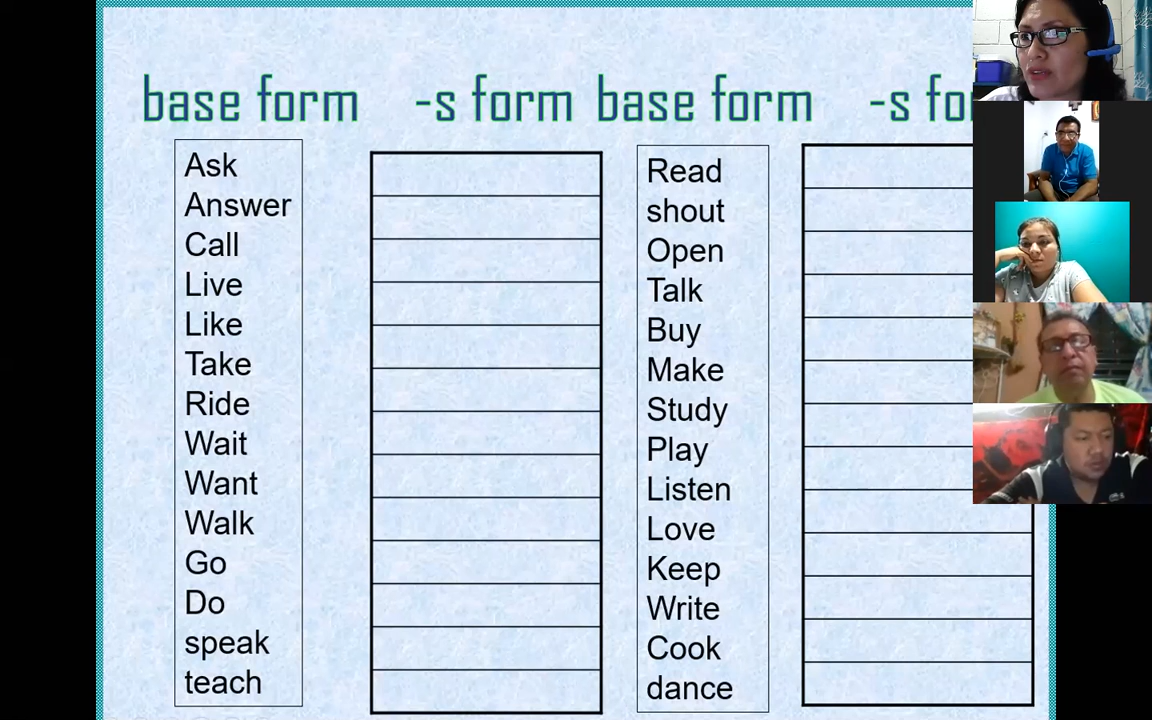 base form -s form base form -s for
Ask
Answer
Call
Live
Like
Take
Ride
Wait
Want
Walk
Go
Do
speak
teach
Read
shout
Open
Talk
Buy
Make
Study
Play
Listen
Love
Keep
Write
Cook
dance